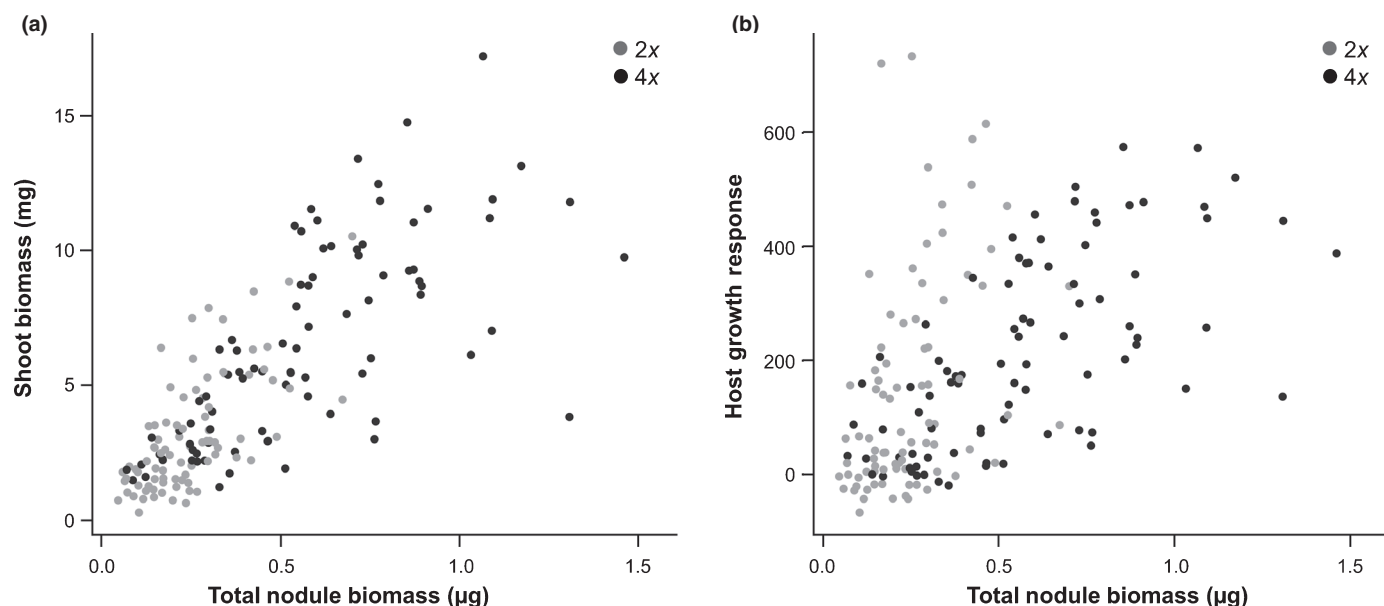 (a)
2x
4x
15
10
5
0
Shoot biomass (mg)
0.0 0.5 1.0 1.5
Total nodule biomass (µg)
(b)
2x
4x
600
400
200
0
Host growth response
0.0 0.5 1.0 1.5
Total nodule biomass (µg)